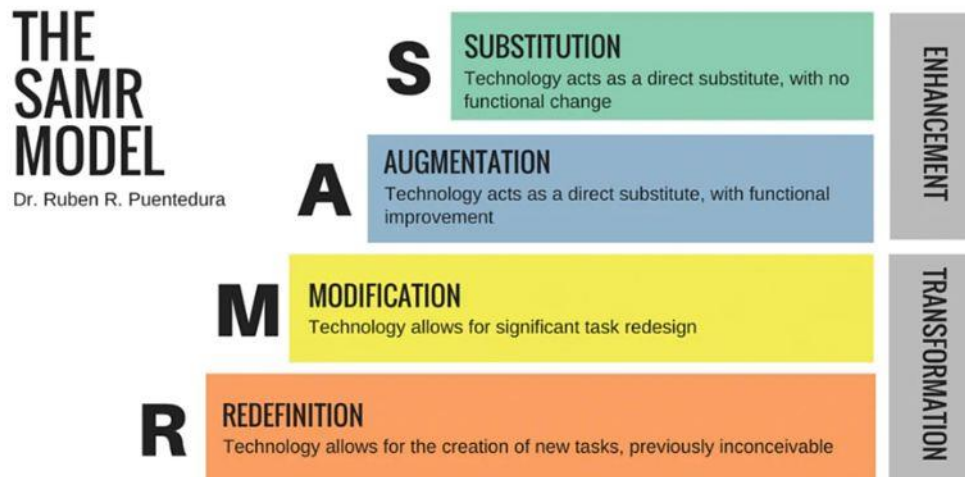 THE
SAMR
MODEL
Dr. Ruben R. Puentedura
S
SUBSTITUTION
Technology acts as a direct substitute, with no
functional change
A
AUGMENTATION
Technology acts as a direct substitute, with functional
improvement
ENHANCEMENT
M
MODIFICATION
Technology allows for significant task redesign
R
REDEFINITION
Technology allows for the creation of new tasks, previously inconceivable
TRANSFORMATION